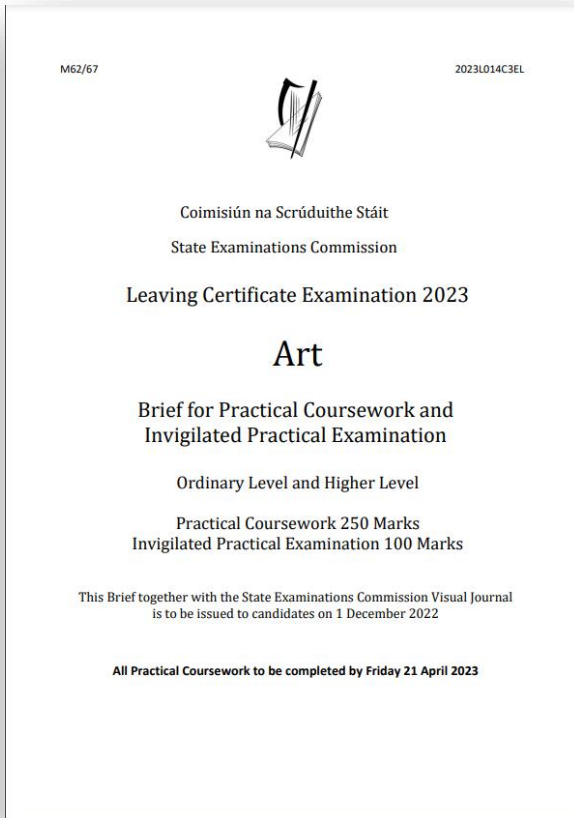 M62/67
2023L014C3EL
Coimisiún na Scrúduithe Stáit
State Examinations Commission
Leaving Certificate Examination 2023
Art
Brief for Practical Coursework and
Invigilated Practical Examination
Ordinary Level and Higher Level
Practical Coursework 250 Marks
Invigilated Practical Examination 100 Marks
This Brief together with the State Examinations Commission Visual Journal
is to be issued to candidates on 1 December 2022
All Practical Coursework to be completed by Friday 21 April 2023